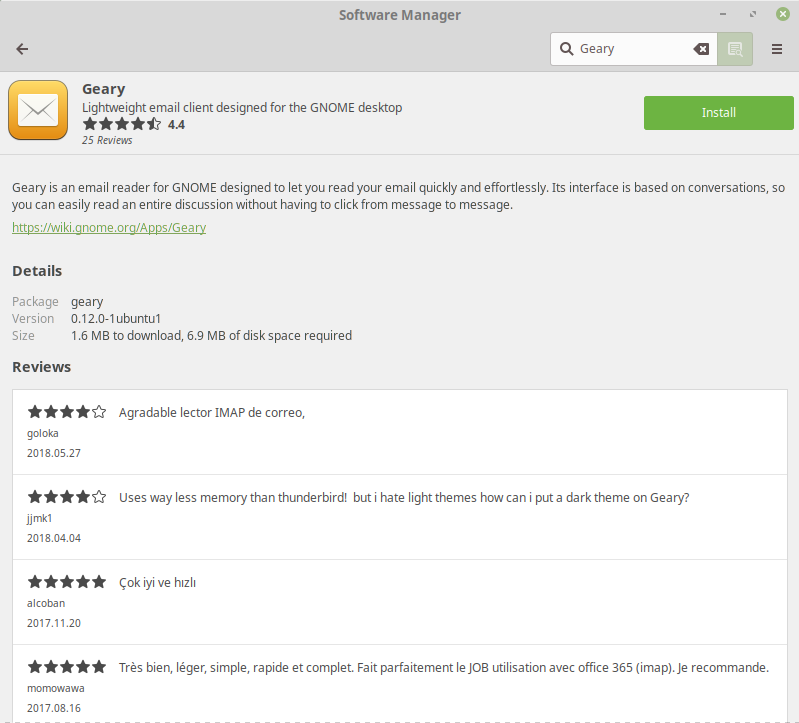 Software Manager
Geary
Geary
Lightweight email client designed for the GNOME desktop
4.4
25 Reviews
Install
Geary is an email reader for GNOME designed to let you read your email quickly and effortlessly. Its interface is based on conversations, so
you can easily read an entire discussion without having to click from message to message.
https://wiki.gnome.org/Apps/Geary
Details
Package geary
Version 0.12.0-1ubuntu1
Size 1.6 MB to download, 6.9 MB of disk space required
Reviews
Agradable lector IMAP de correo,
goloka
2018.05.27
Uses way less memory than thunderbird!  but i hate light themes how can i put a dark theme on Geary?
jjmk1
2018.04.04
Çok iyi ve hızlı
alcoban
2017.11.20
Très bien, léger, simple, rapide et complet. Fait parfaitement le JOB utilisation avec office 365 (imap). Je recommande.
momowawa
2017.08.16